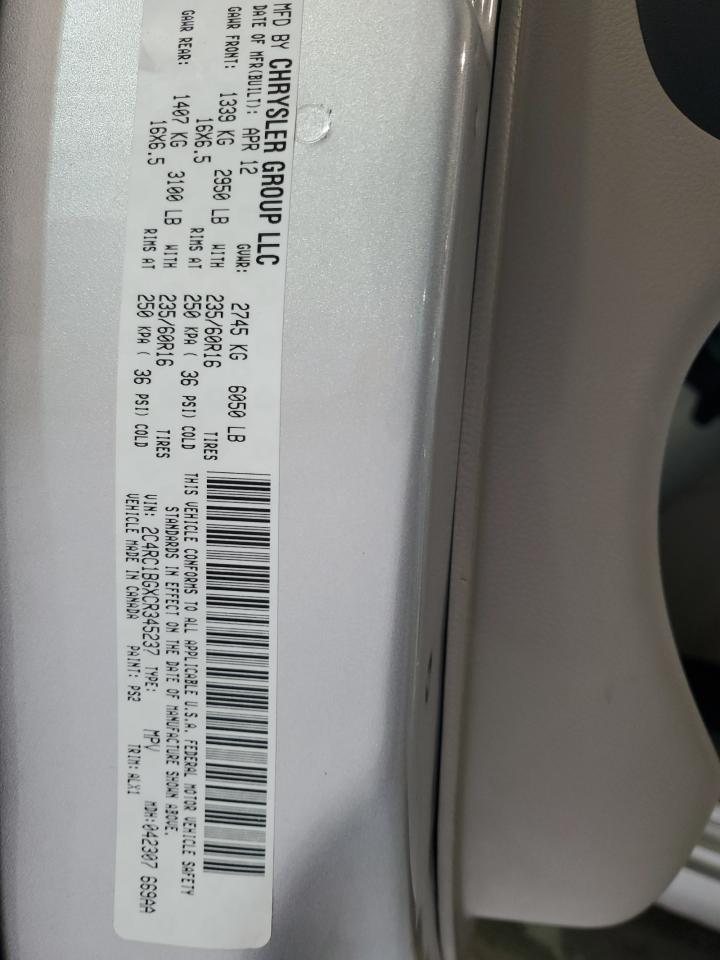 MFD BY CHRYSLER GROUP LLC
DATE OF MFR(BUILT): APR 12 GVWR: 2745 KG 6050 LB
GAWR FRONT: 1339 KG 2950 LB WITH 235/60R16 TIRES
16X6.5 RIMS AT 250 KPA ( 36 PSI) COLD
GAWR REAR: 1407 KG 3100 LB WITH 235/60R16 TIRES
16X6.5 RIMS AT 250 KPA ( 36 PSI) COLD
THIS VEHICLE CONFORMS TO ALL APPLICABLE U.S.A. FEDERAL MOTOR VEHICLE SAFETY
STANDARDS IN EFFECT ON THE DATE OF MANUFACTURE SHOWN ABOVE.
VIN: 2C4RC1BGXCR345237 TYPE: MPV MDH:042307 669AA
VEHICLE MADE IN CANADA PAINT: PS2 TRIM: ALX1